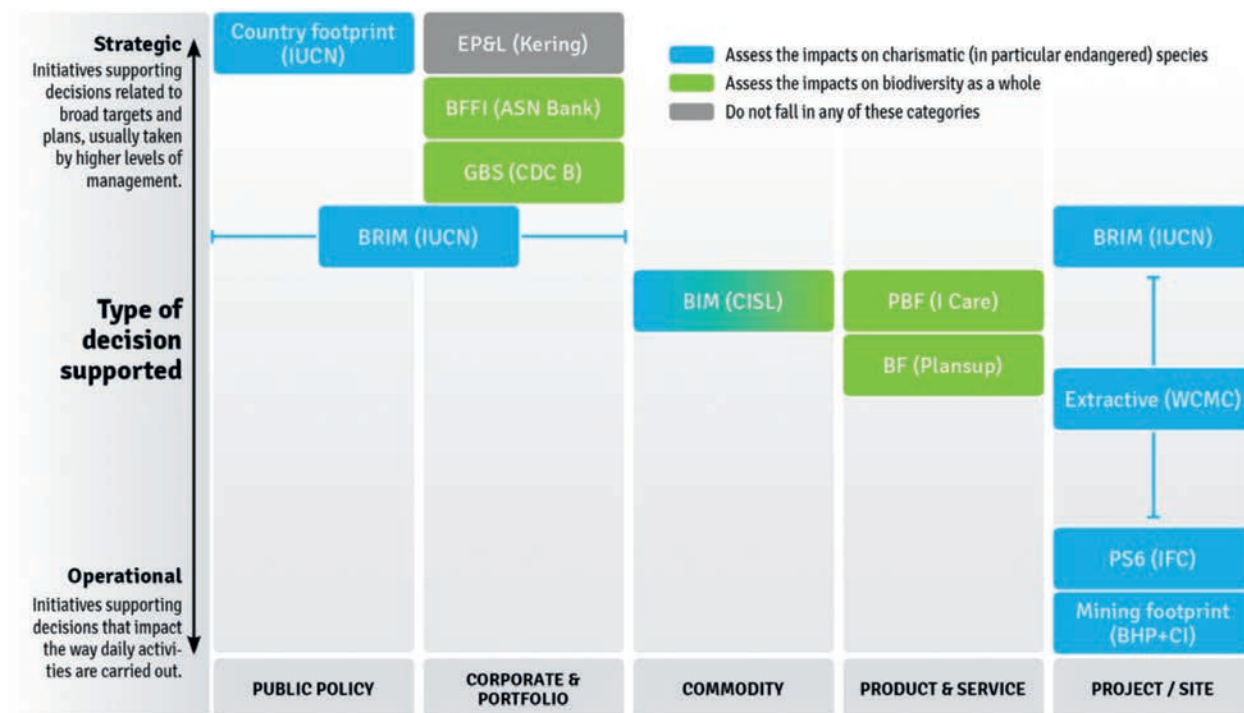 Strategic
Initiatives supporting
decisions related to
broad targets and
plans, usually taken
by higher levels of
management.
Type of
decision
supported
Operational
Initiatives supporting
decisions that impact
the way daily activi-
ties are carried out.
Country footprint
(IUCN)
EP&L (Kering)
BFFI (ASN Bank)
GBS (CDC B)
BRIM (IUCN)
Assess the impacts on charismatic (in particular endangered) species
Assess the impacts on biodiversity as a whole
Do not fall in any of these categories
BIM (CISL)
PBF (I Care)
BF (Plansup)
BRIM (IUCN)
Extractive (WCMC)
PS6 (IFC)
Mining footprint
(BHP+CI)
PUBLIC POLICY
CORPORATE &
PORTFOLIO
COMMODITY
PRODUCT & SERVICE
PROJECT / SITE